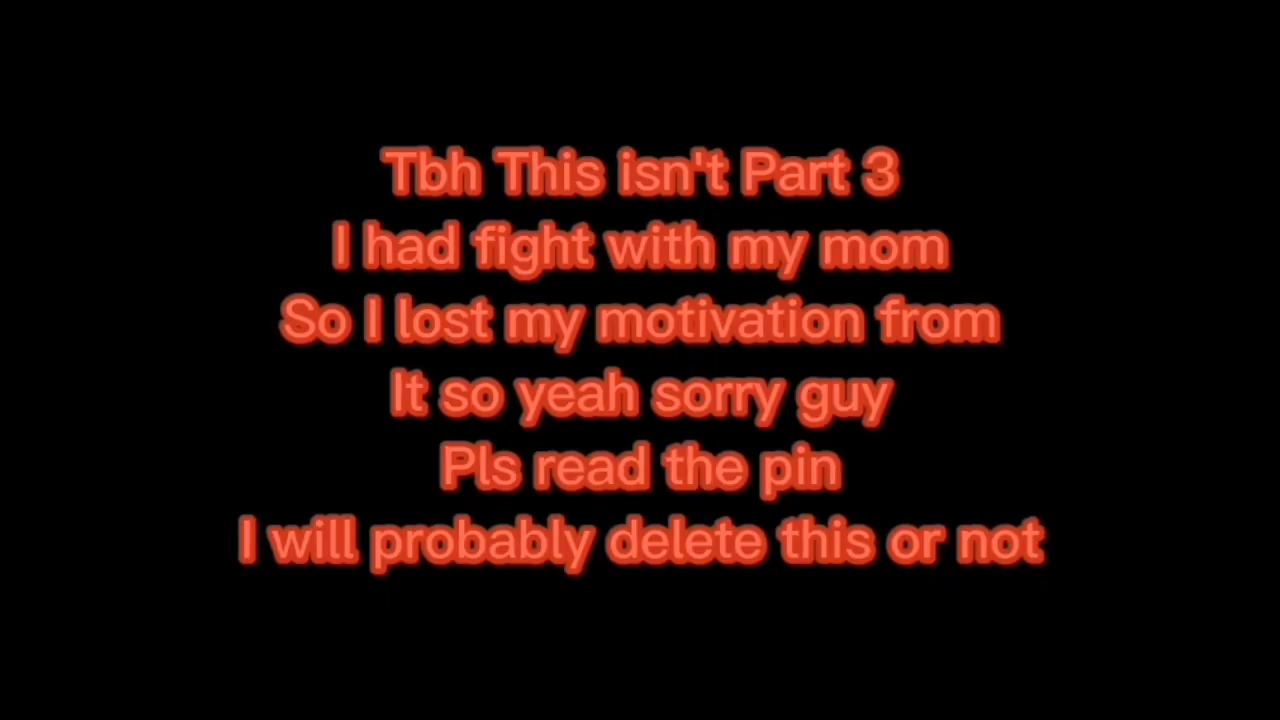 Tbh This isn't Part 3
I had fight with my mom
So I lost my motivation from
It so yeah sorry guy
Pls read the pin
I will probably delete this or not